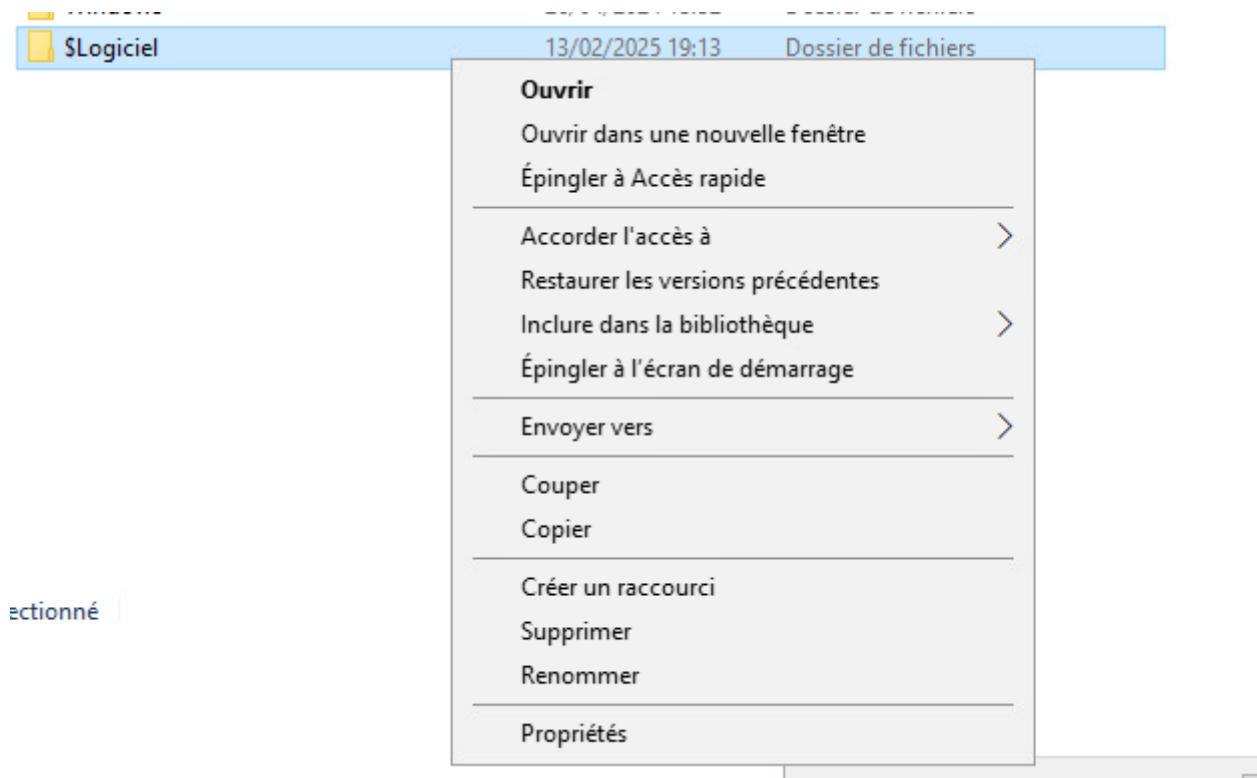 $Logiciel 13/02/2025 19:13 Dossier de fichiers
Ouvrir
Ouvrir dans une nouvelle fenêtre
Épingler à Accès rapide
Accorder l'accès à
Restaurer les versions précédentes
Inclure dans la bibliothèque
Épingler à l'écran de démarrage
Envoyer vers
Couper
Copier
Créer un raccourci
ectionné
Supprimer
Renommer
Propriétés